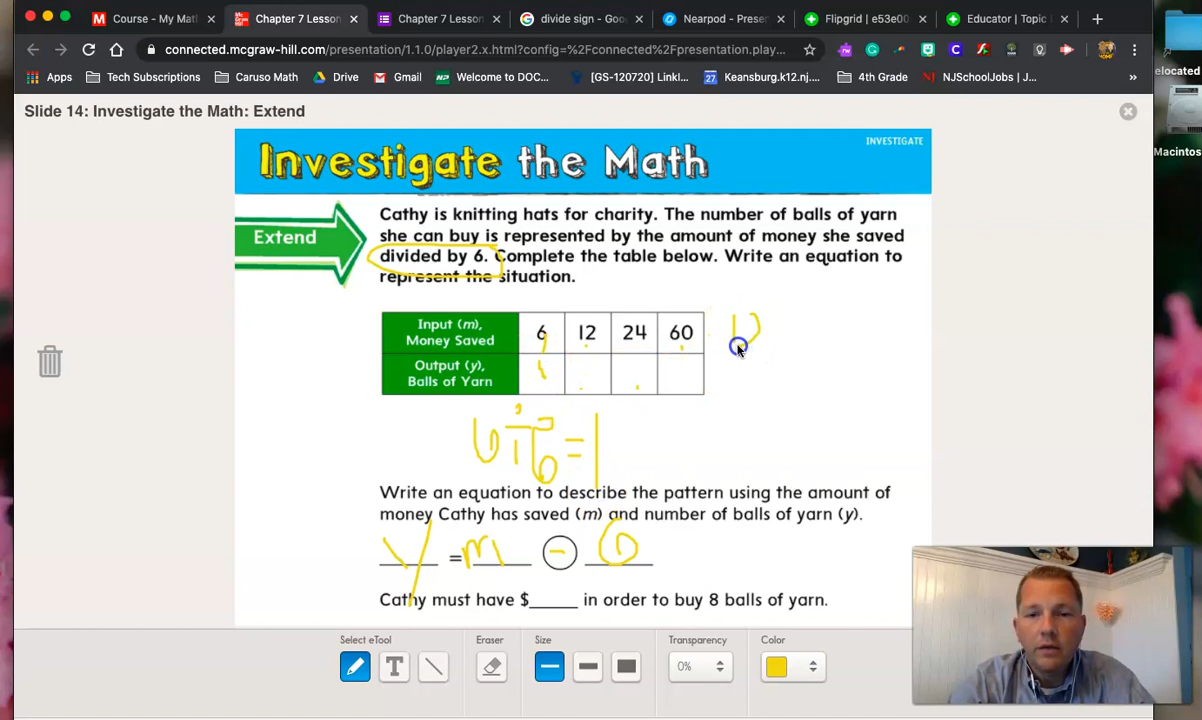 Course - My Mat
Chapter 7 Lesson
Chapter 7 Lesson
divide sign - Goo
Nearpod - Presen
Flipgrid | e53e00
Educator | Topic D
connected.mcgraw-hill.com/presentation/1.1.0/player2.x.html?config=%2Fconnected%2Fpresentation.play...
Apps
Tech Subscriptions
Caruso Math
Drive
Gmail
Welcome to DOC...
[GS-120720] Linkl...
Keansburg.k12.nj....
4th Grade
NJSchoolJobs | J...
elocated
Macintos
Slide 14: Investigate the Math: Extend
Investigate the Math
INVESTIGATE
Extend
Cathy is knitting hats for charity. The number of balls of yarn
she can buy is represented by the amount of money she saved
divided by 6. Complete the table below. Write an equation to
represent the situation.
Input (m), Money Saved 6 12 24 60
Output (y), Balls of Yarn
6 ÷ 6 = 1
Write an equation to describe the pattern using the amount of
money Cathy has saved (m) and number of balls of yarn (y).
y = m - 6
Cathy must have $____ in order to buy 8 balls of yarn.
Select eTool
Eraser
Size
Transparency
0%
Color